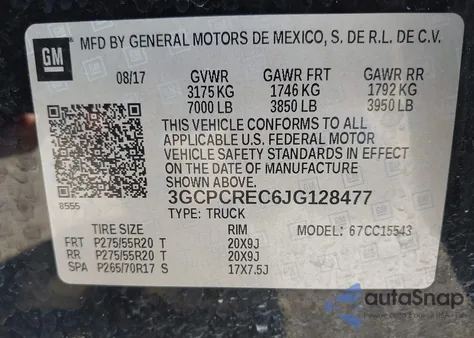 GM
MFD BY GENERAL MOTORS DE MEXICO, S. DE R.L. DE C.V.
08/17 GVWR GAWR FRT GAWR RR
3175 KG 1746 KG 1792 KG
7000 LB 3850 LB 3950 LB
THIS VEHICLE CONFORMS TO ALL
APPLICABLE U.S. FEDERAL MOTOR
VEHICLE SAFETY STANDARDS IN EFFECT
ON THE DATE OF MANUFACTURE
SHOWN ABOVE.
8555 3GCPCREC6JG128477
TYPE: TRUCK
TIRE SIZE RIM MODEL: 67CC15543
FRT P275/55R20 T 20X9J
RR P275/55R20 T 20X9J
SPA P265/70R17 S 17X7.5J
autoSnap